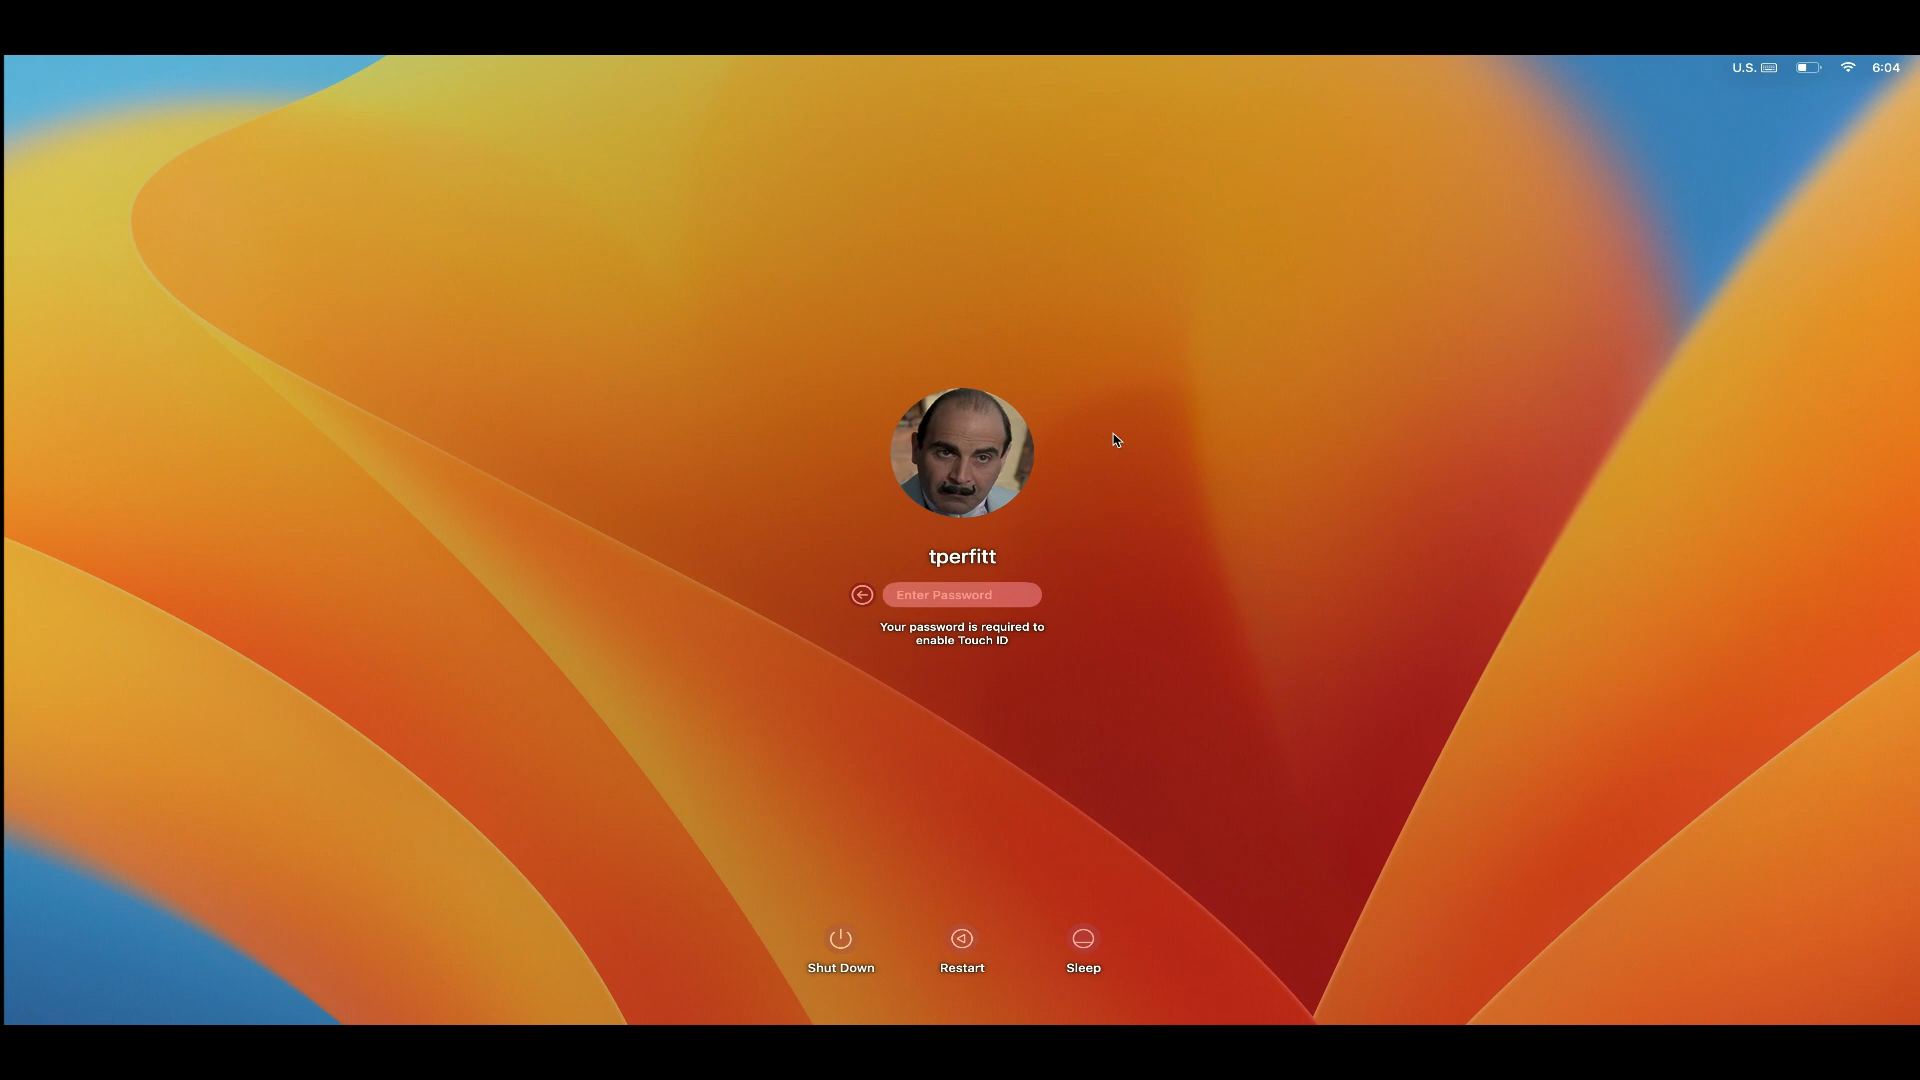 U.S. 6:04
tperfitt
Enter Password
Your password is required to
enable Touch ID
Shut Down Restart Sleep